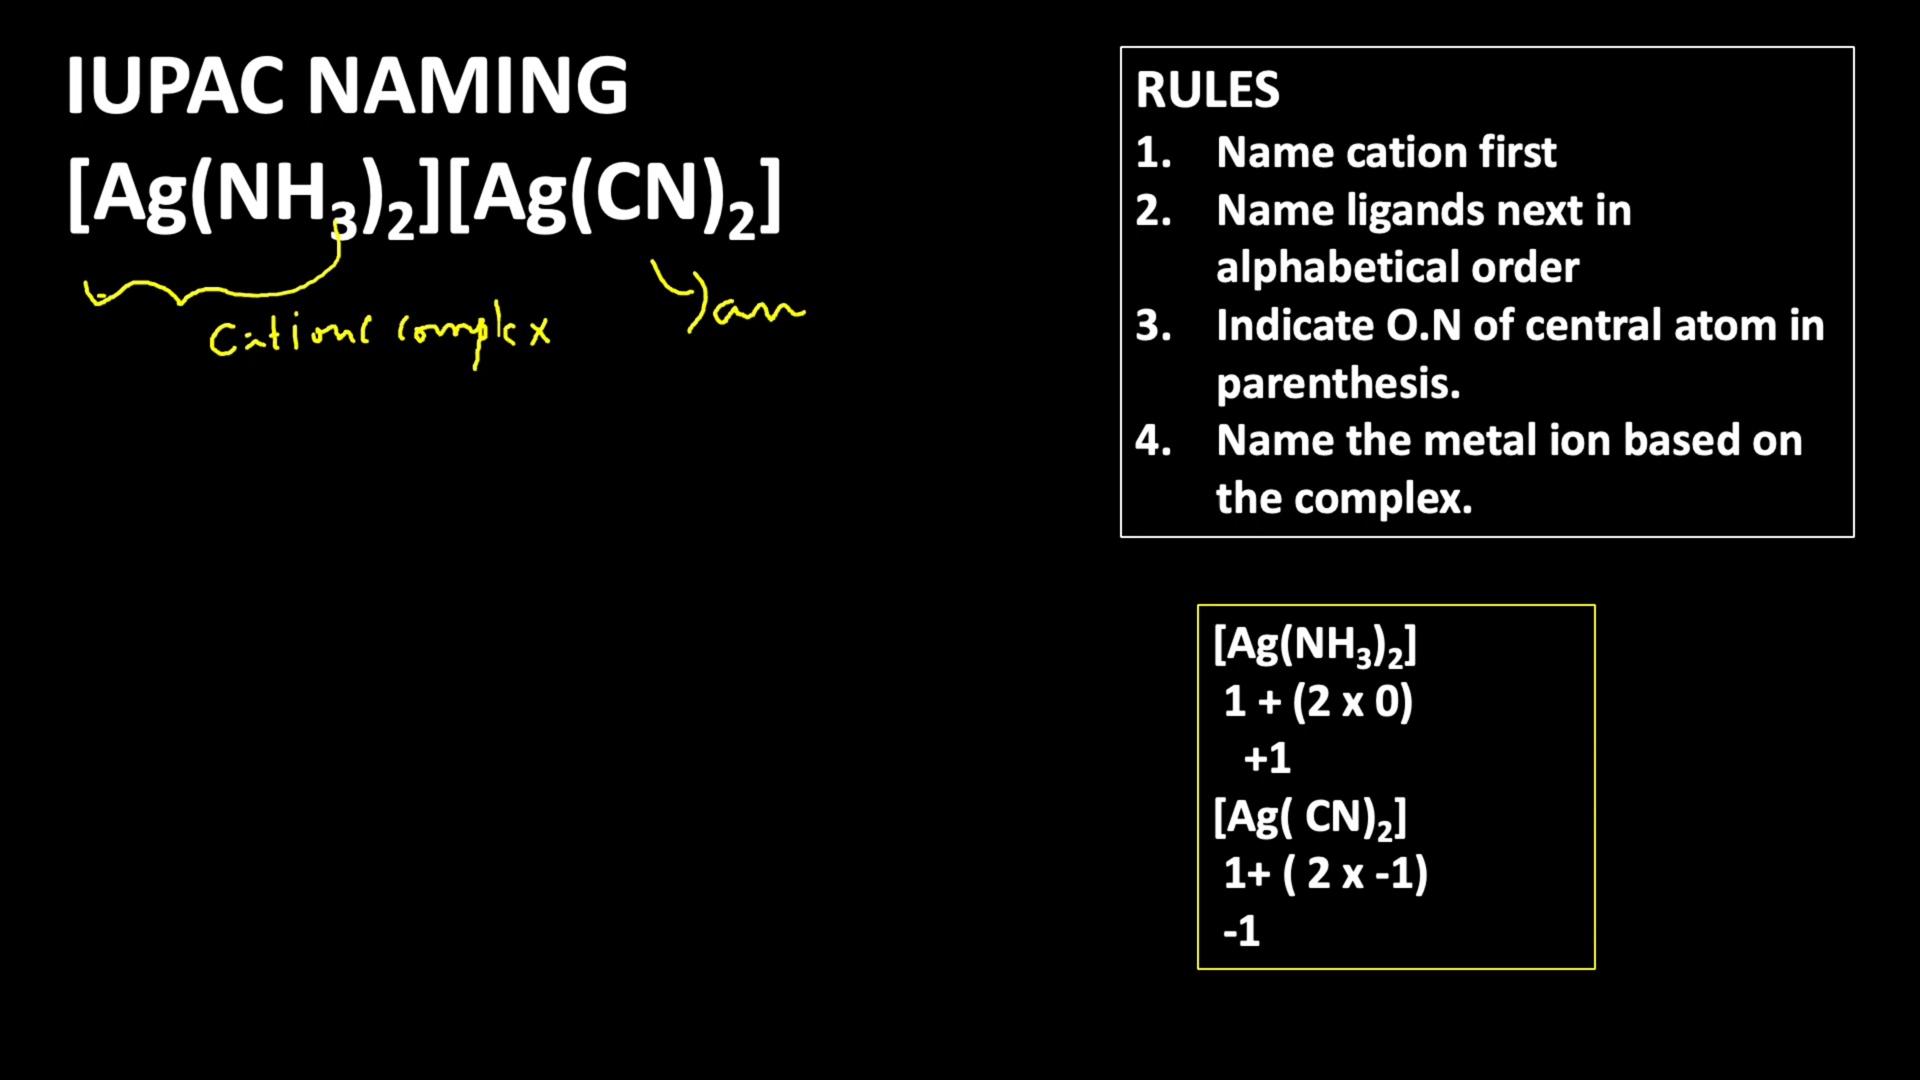 IUPAC NAMING
[Ag(NH₃)₂][Ag(CN)₂]
complex
RULES
1. Name cation first
2. Name ligands next in
alphabetical order
3. Indicate O.N of central atom in
parenthesis.
4. Name the metal ion based on
the complex.
[Ag(NH₃)₂]
1 + (2 x 0)
+1
[Ag( CN)₂]
1+ ( 2 x -1)
-1